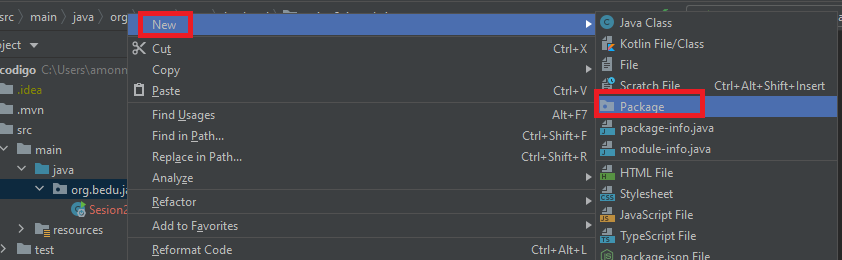 src › main › java › org
ject
codigo C:\Users\amonn
.idea
.mvn
src
main
java
org.bedu.ja
Sesion2
resources
test
New
Cut Ctrl+X
Copy
Paste Ctrl+V
Find Usages Alt+F7
Find in Path... Ctrl+Shift+F
Replace in Path... Ctrl+Shift+R
Analyze
Refactor
Add to Favorites
Reformat Code Ctrl+Alt+L
Java Class
Kotlin File/Class
File
Scratch File Ctrl+Alt+Shift+Insert
Package
package-info.java
module-info.java
HTML File
Stylesheet
JavaScript File
TypeScript File
package.json File